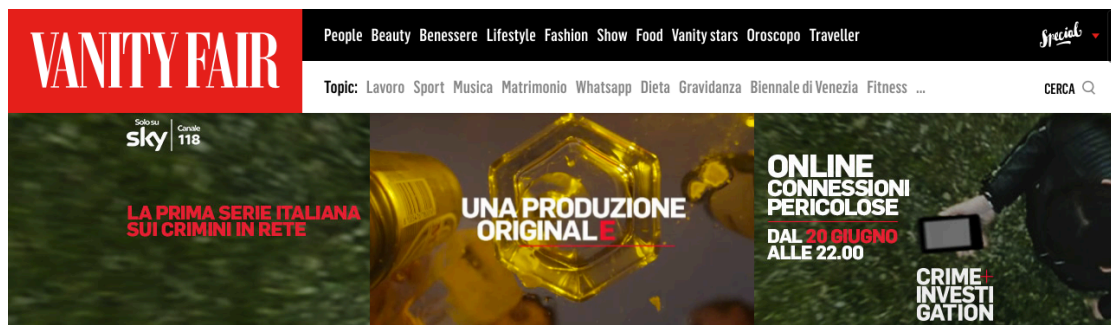 VANITY FAIR
People Beauty Benessere Lifestyle Fashion Show Food Vanity stars Oroscopo Traveller
Special
Topic: Lavoro Sport Musica Matrimonio Whatsapp Dieta Gravidanza Biennale di Venezia Fitness ...
CERCA
Solo su
sky
Canale
118
LA PRIMA SERIE ITALIANA
SUI CRIMINI IN RETE
UNA PRODUZIONE
ORIGINALE
ONLINE
CONNESSIONI
PERICOLOSE
DAL 20 GIUGNO
ALLE 22.00
CRIME+
INVESTI
GATION